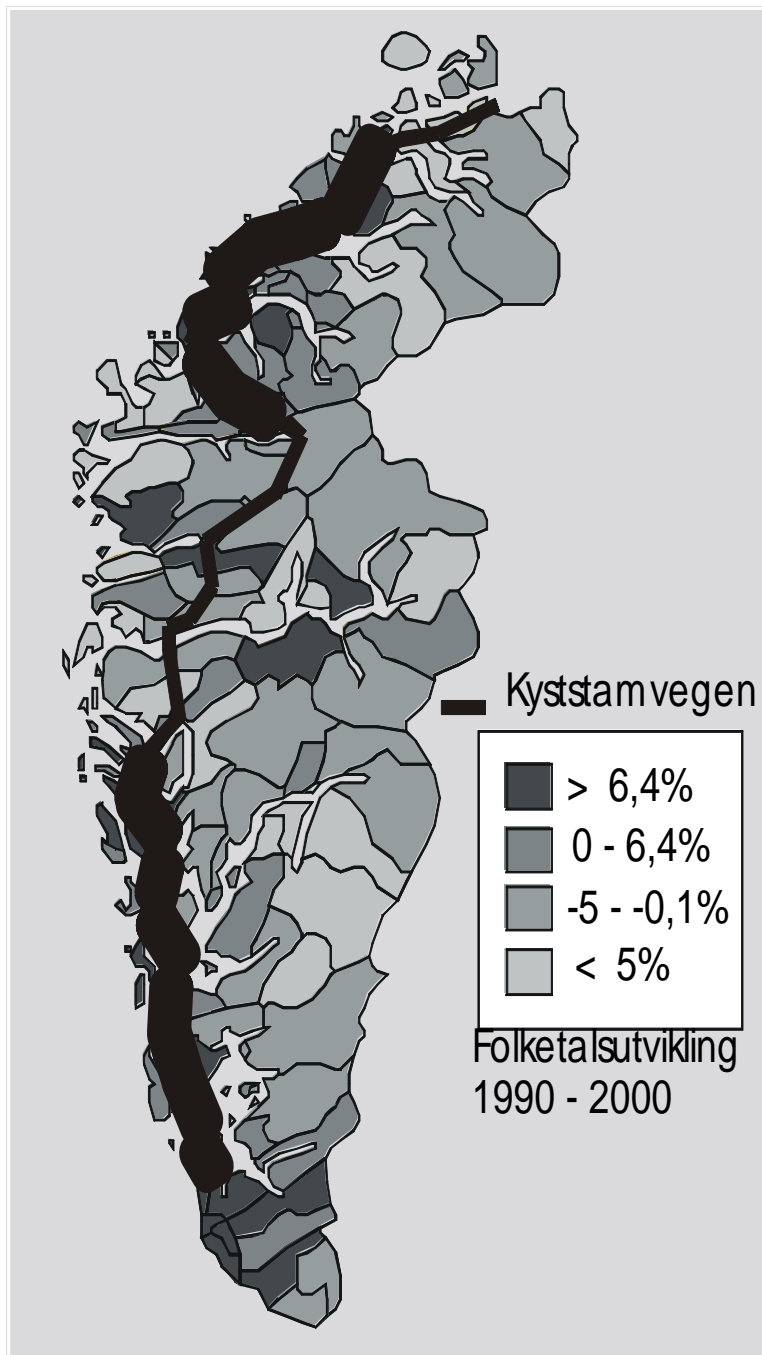 Kyststamvegen
> 6,4%
0 - 6,4%
-5 - -0,1%
< 5%
Folketalsutvikling
1990 - 2000